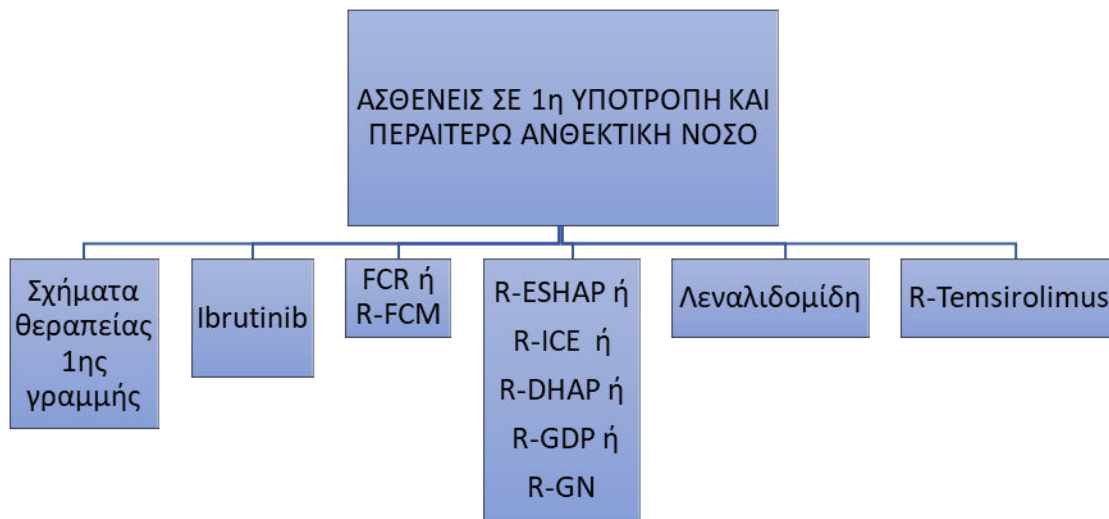 ΑΣΘΕΝΕΙΣ ΣΕ 1η ΥΠΟΤΡΟΠΗ ΚΑΙ
ΠΕΡΑΙΤΕΡΩ ΑΝΘΕΚΤΙΚΗ ΝΟΣΟ
Σχήματα
θεραπείας
1ης
γραμμής
Ibrutinib
FCR ή
R-FCM
R-ESHAP ή
R-ICE ή
R-DHAP ή
R-GDP ή
R-GN
Λεναλιδομίδη
R-Temsirolimus